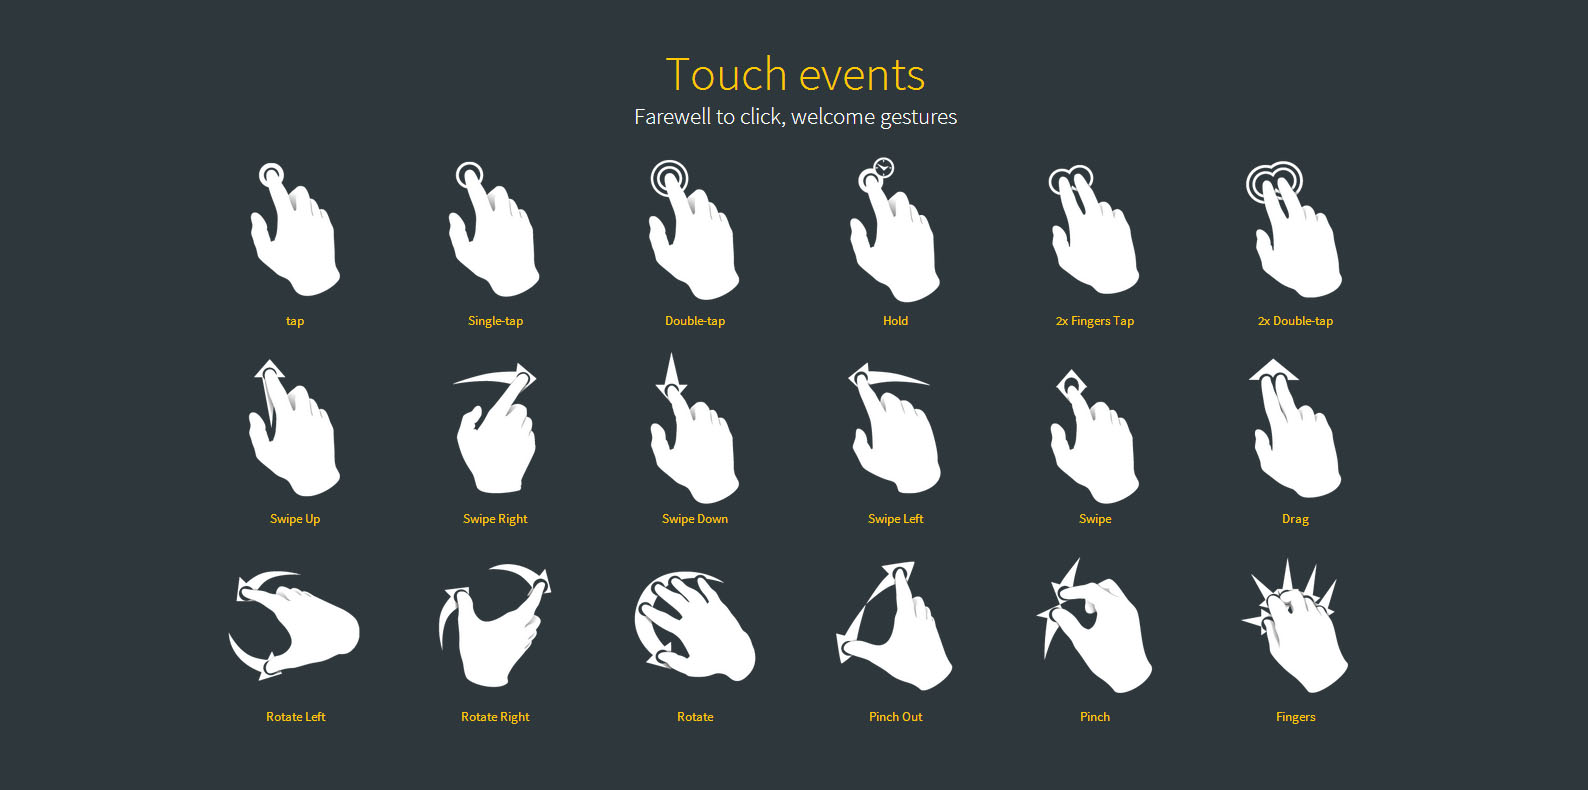 Touch events
Farewell to click, welcome gestures
tap
Single-tap
Double-tap
Hold
2x Fingers Tap
2x Double-tap
Swipe Up
Swipe Right
Swipe Down
Swipe Left
Swipe
Drag
Rotate Left
Rotate Right
Rotate
Pinch Out
Pinch
Fingers